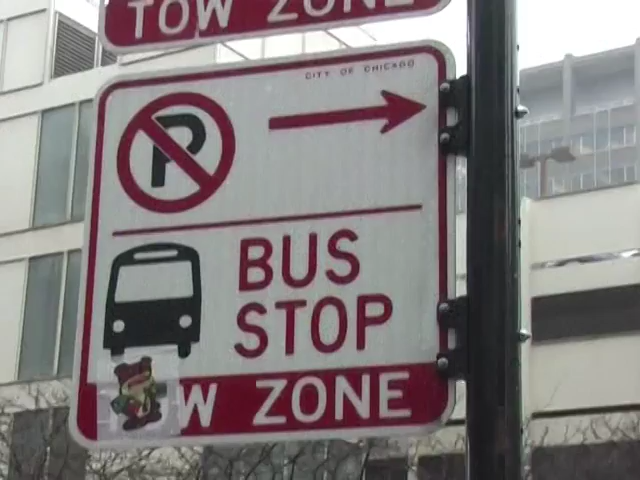 TOW ZONE
CITY OF CHICAGO
P
BUS
STOP
W ZONE